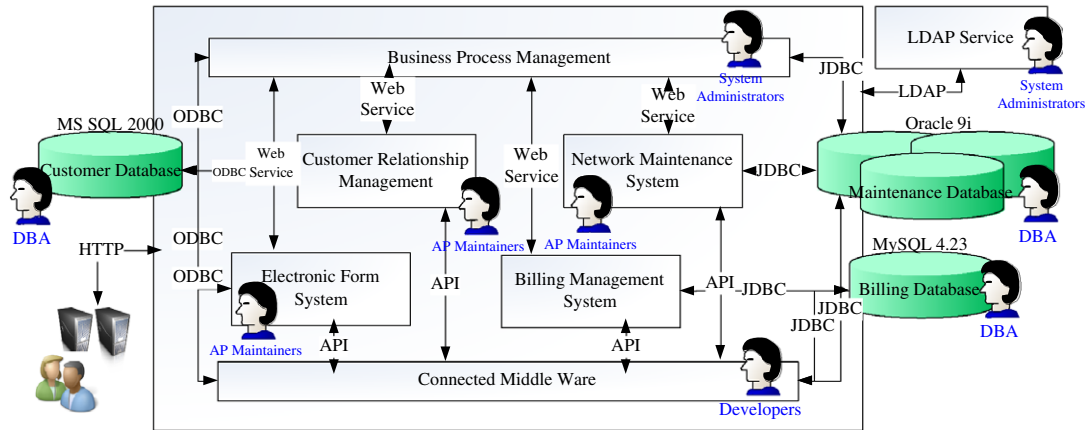 Business Process Management
System
Administrators
LDAP Service
System
Administrators
JDBC
LDAP
ODBC
Web
Service
Web
Service
MS SQL 2000
Customer Database
DBA
ODBC
Web
Service
Customer Relationship
Management
AP Maintainers
Web
Service
Network Maintenance
System
AP Maintainers
JDBC
Oracle 9i
Maintenance Database
DBA
HTTP
ODBC
ODBC
Electronic Form
System
AP Maintainers
API
Billing Management
System
JDBC
API
MySQL 4.23
Billing Database
DBA
JDBC
JDBC
API
API
Connected Middle Ware
Developers